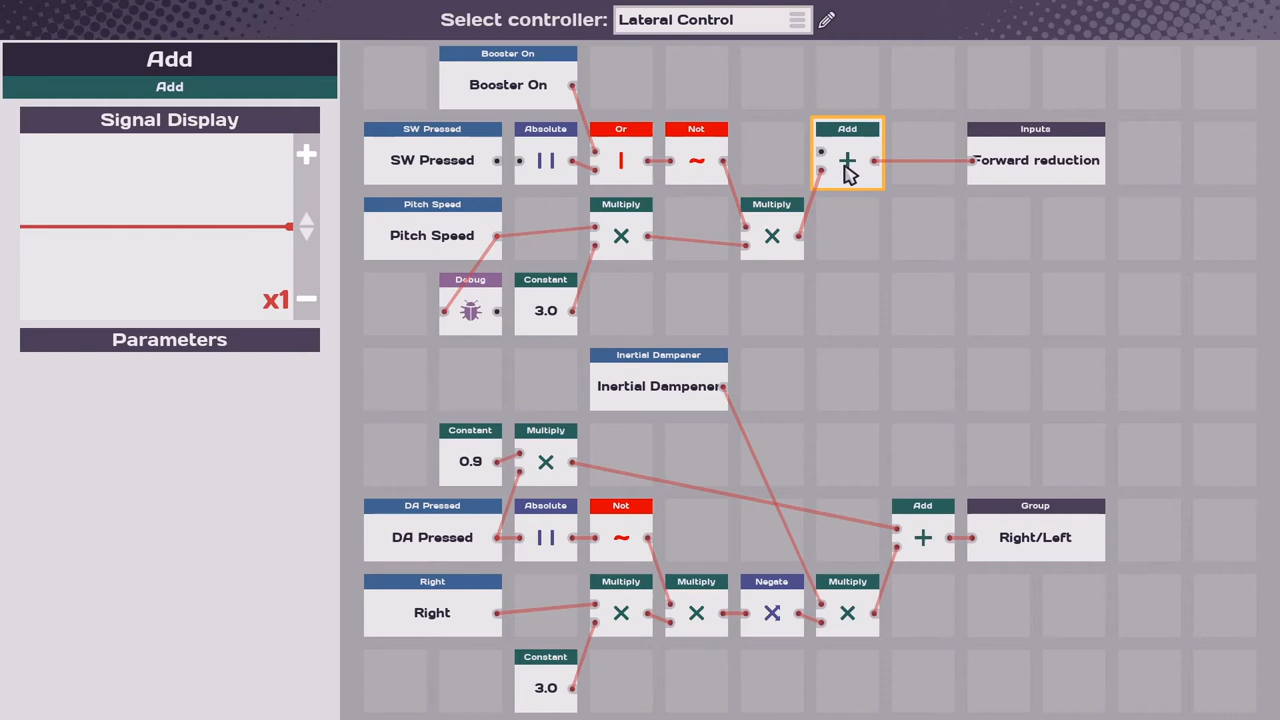 Select controller: Lateral Control
Add
Add
Signal Display
x1
Parameters
Booster On
Booster On
SW Pressed
SW Pressed
Absolute
Or
Not
Add
Inputs
Forward reduction
Pitch Speed
Pitch Speed
Multiply
Multiply
Debug
Constant
3.0
Inertial Dampener
Inertial Dampener
Constant
0.9
Multiply
DA Pressed
DA Pressed
Absolute
Not
Add
Group
Right/Left
Right
Right
Multiply
Multiply
Negate
Multiply
Constant
3.0